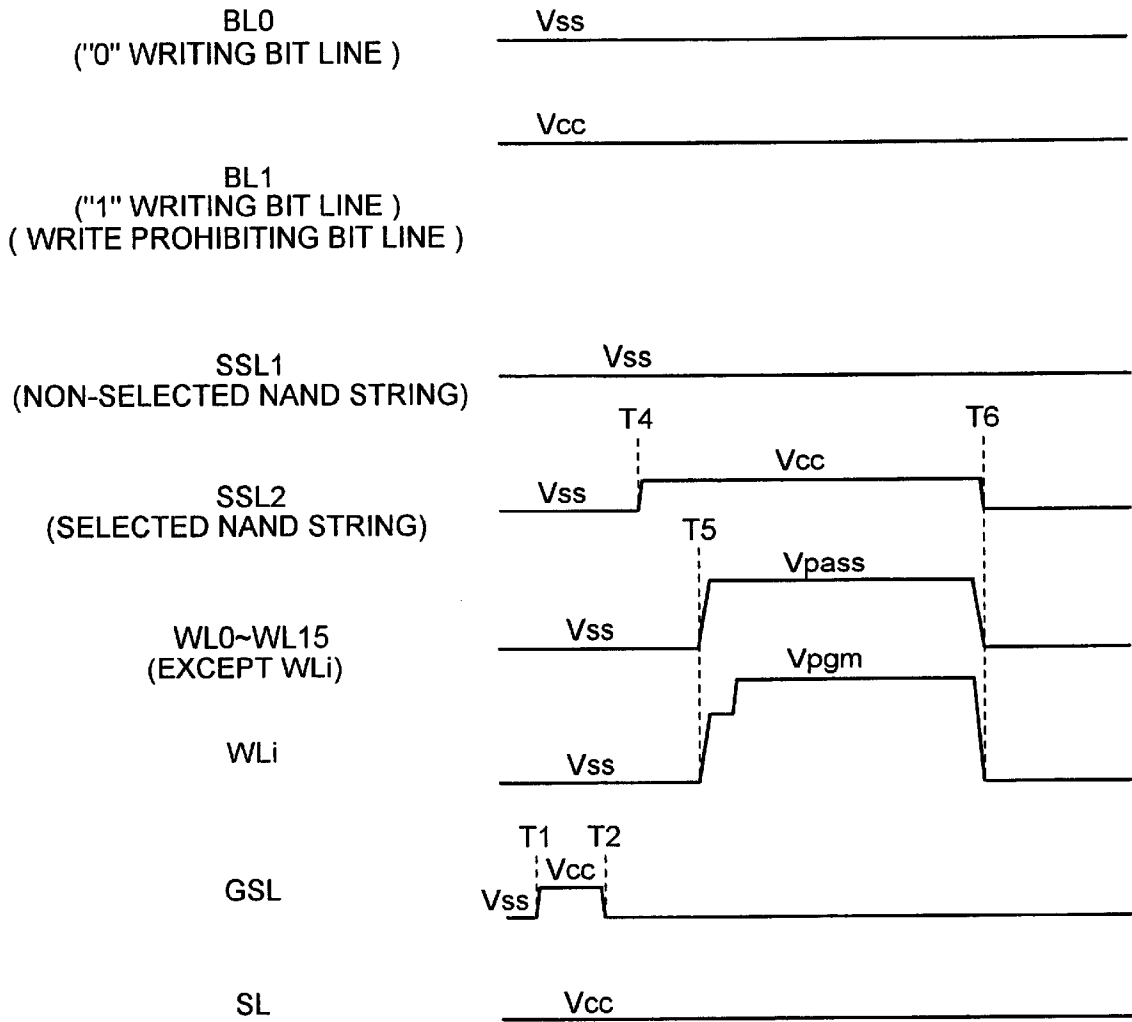 BL0
("0" WRITING BIT LINE )
Vss
Vcc
BL1
("1" WRITING BIT LINE )
( WRITE PROHIBITING BIT LINE )
SSL1
(NON-SELECTED NAND STRING)
Vss
T4
T6
SSL2
(SELECTED NAND STRING)
Vss
Vcc
T5
WL0~WL15
(EXCEPT WLi)
Vss
Vpass
WLi
Vss
Vpgm
T1
T2
GSL
Vss
Vcc
SL
Vcc